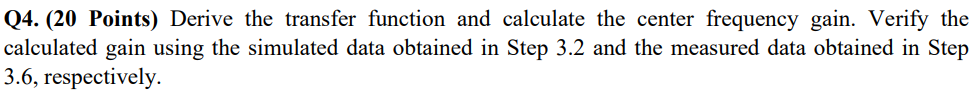 Q4. (20 Points) Derive the transfer function and calculate the center frequency gain. Verify the
calculated gain using the simulated data obtained in Step 3.2 and the measured data obtained in Step
3.6, respectively.